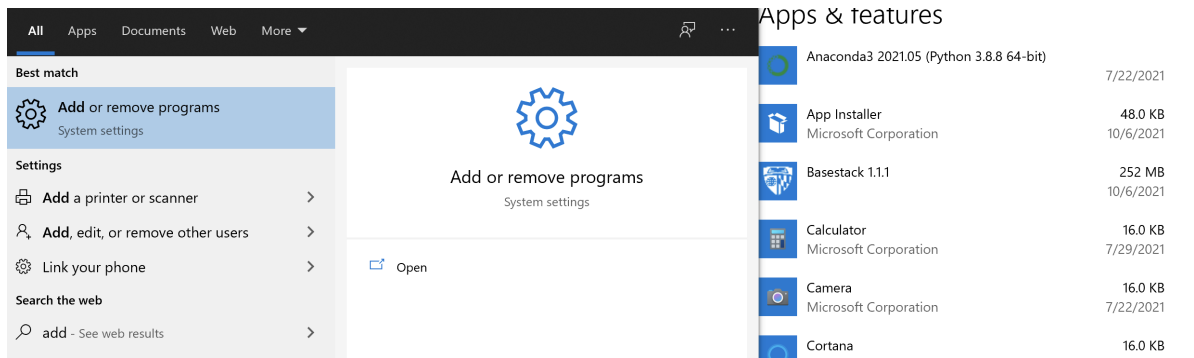 All Apps Documents Web More
Best match
Add or remove programs
System settings
Settings
Add a printer or scanner
Add, edit, or remove other users
Link your phone
Search the web
add - See web results
Add or remove programs
System settings
Open
Apps & features
Anaconda3 2021.05 (Python 3.8.8 64-bit)
7/22/2021
App Installer 48.0 KB
Microsoft Corporation 10/6/2021
Basestack 1.1.1 252 MB
10/6/2021
Calculator 16.0 KB
Microsoft Corporation 7/29/2021
Camera 16.0 KB
Microsoft Corporation 7/22/2021
Cortana 16.0 KB